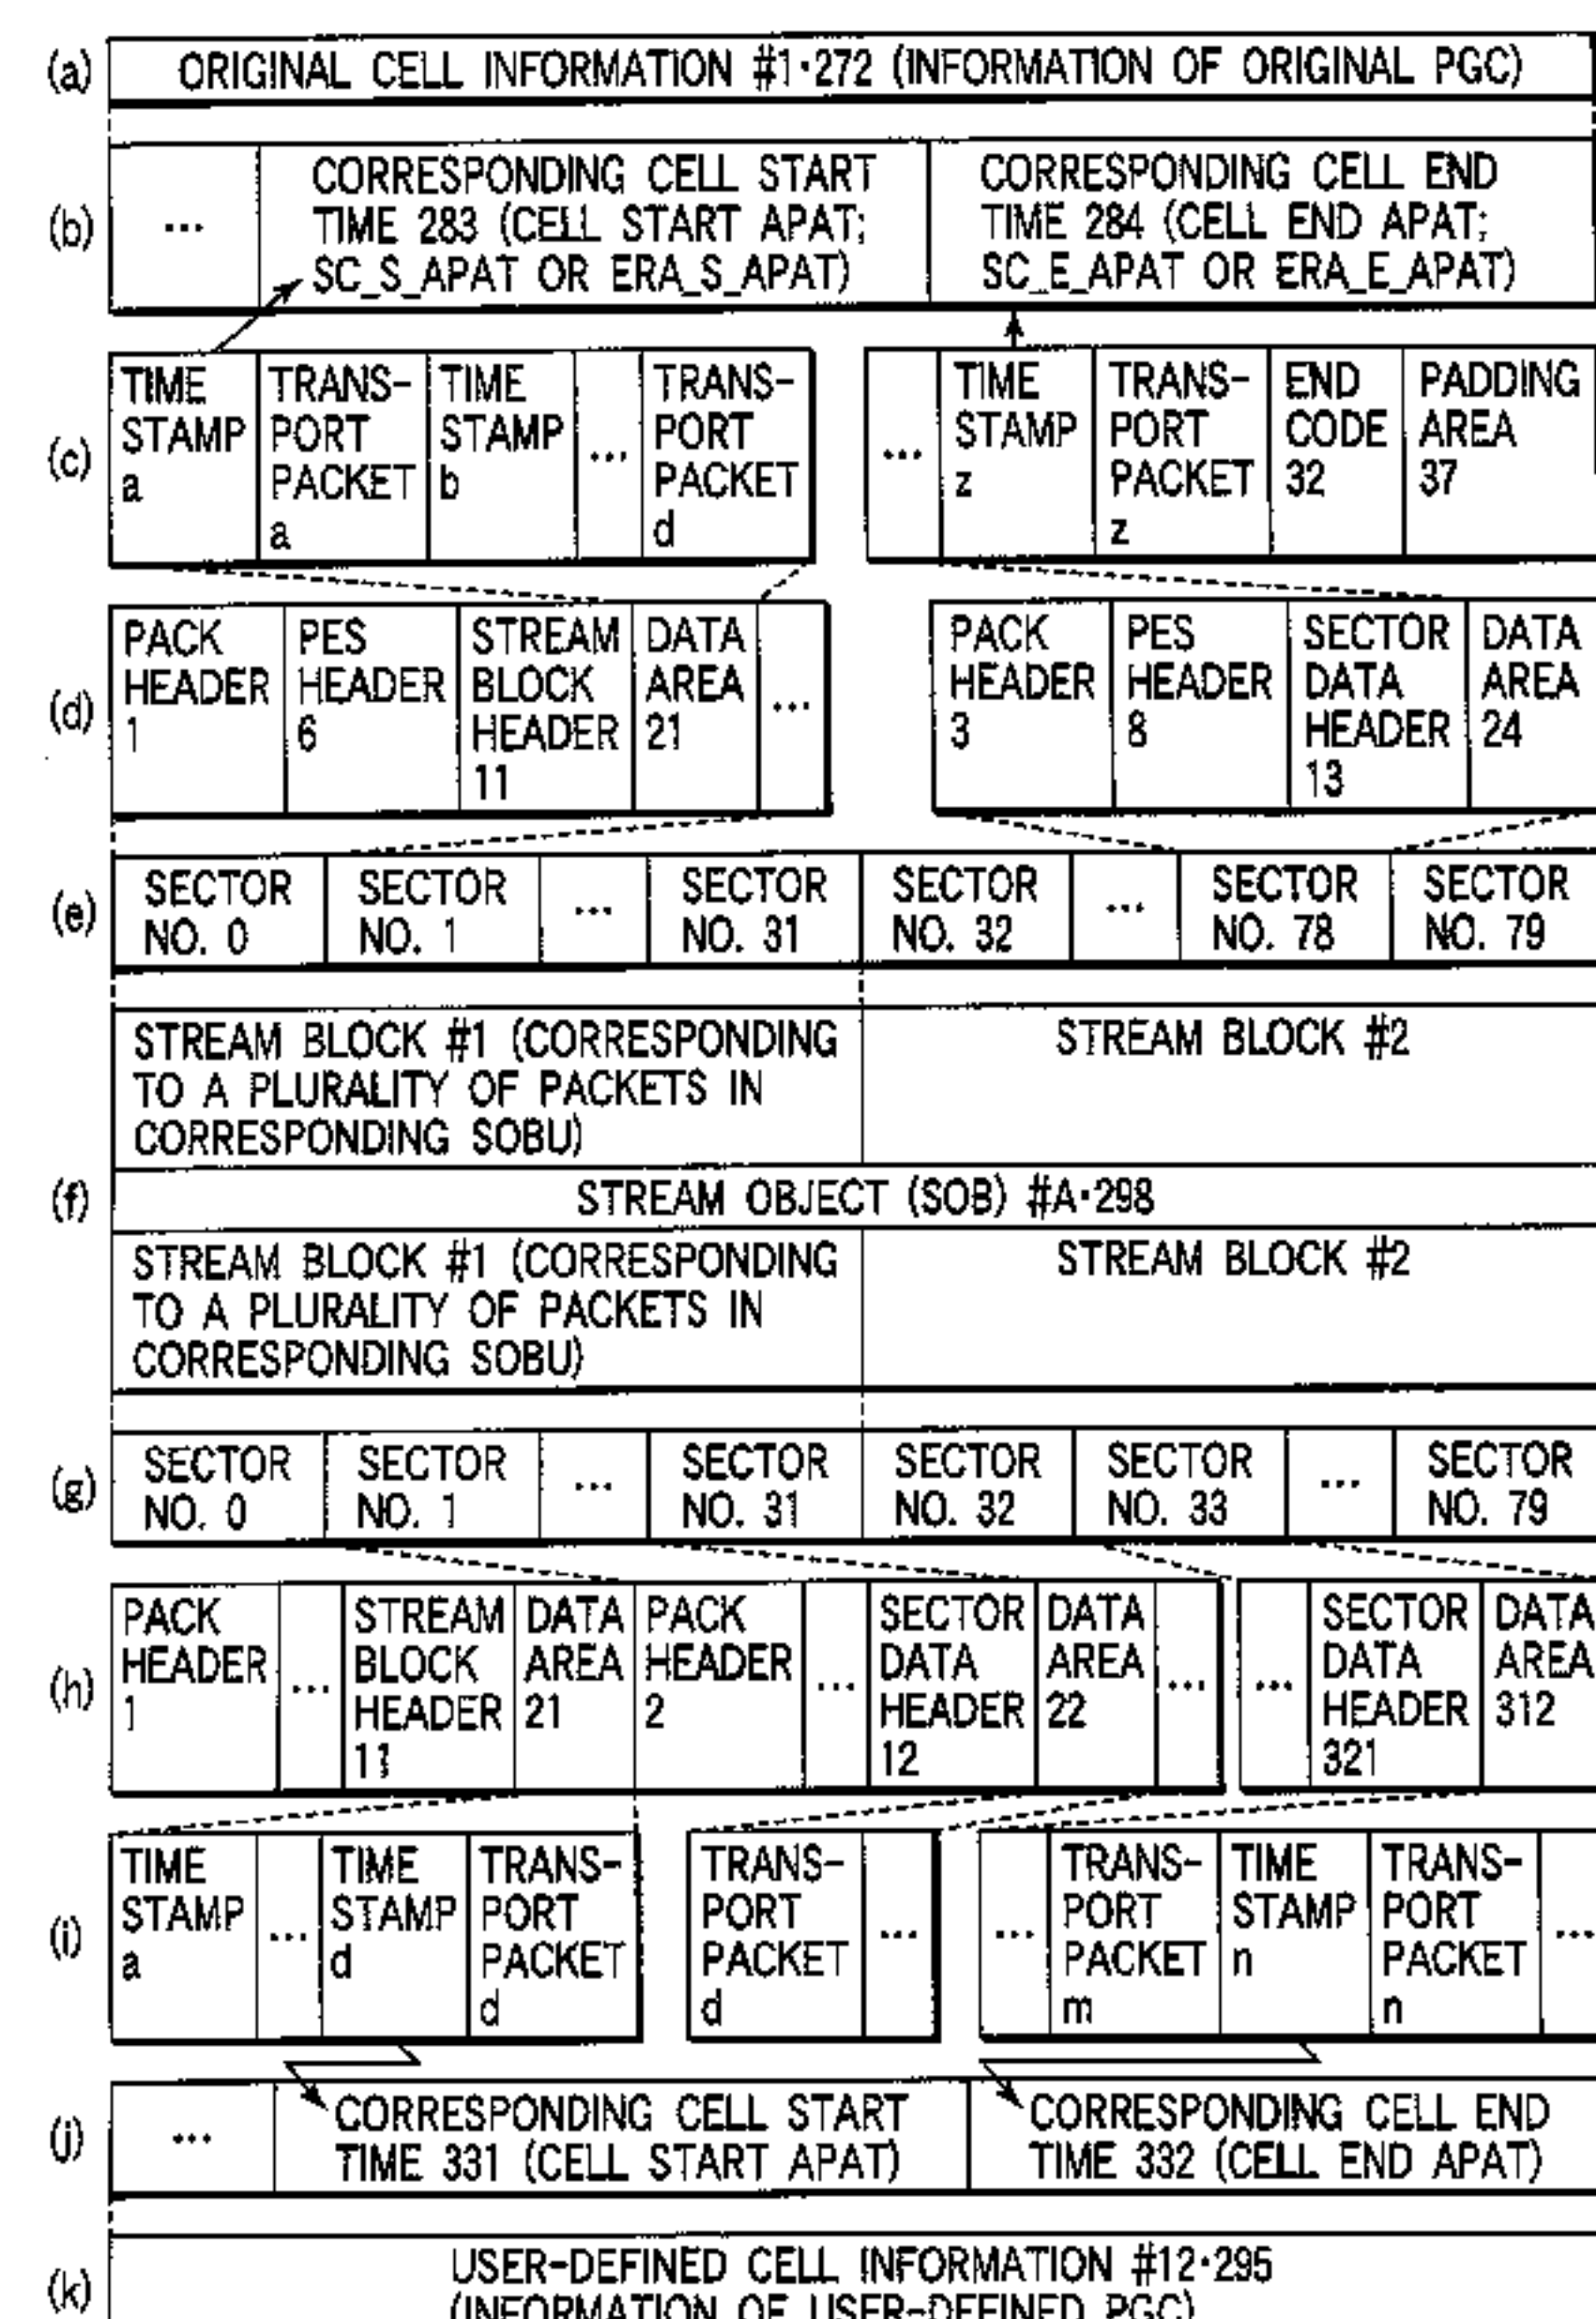 (a) ORIGINAL CELL INFORMATION #1·272 (INFORMATION OF ORIGINAL PGC)
(b)
...
CORRESPONDING CELL START
TIME 283 (CELL START APAT;
SC_S_APAT OR ERA_S_APAT)
CORRESPONDING CELL END
TIME 284 (CELL END APAT;
SC_E_APAT OR ERA_E_APAT)
(c)
TIME
STAMP
a
TRANS-
PORT
PACKET
a
TIME
STAMP
b
...
TRANS-
PORT
PACKET
d
...
TIME
STAMP
z
TRANS-
PORT
PACKET
z
END
CODE
32
PADDING
AREA
37
(d)
PACK
HEADER
1
PES
HEADER
6
STREAM
BLOCK
HEADER
11
DATA
AREA
21
...
PACK
HEADER
3
PES
HEADER
8
SECTOR
DATA
HEADER
13
DATA
AREA
24
(e)
SECTOR
NO. 0
SECTOR
NO. 1
...
SECTOR
NO. 31
SECTOR
NO. 32
...
SECTOR
NO. 78
SECTOR
NO. 79
STREAM BLOCK #1 (CORRESPONDING
TO A PLURALITY OF PACKETS IN
CORRESPONDING SOBU)
STREAM BLOCK #2
(f)
STREAM OBJECT (SOB) #A·298
STREAM BLOCK #1 (CORRESPONDING
TO A PLURALITY OF PACKETS IN
CORRESPONDING SOBU)
STREAM BLOCK #2
(g)
SECTOR
NO. 0
SECTOR
NO. 1
...
SECTOR
NO. 31
SECTOR
NO. 32
SECTOR
NO. 33
...
SECTOR
NO. 79
(h)
PACK
HEADER
1
...
STREAM
BLOCK
HEADER
11
DATA
AREA
21
PACK
HEADER
2
...
SECTOR
DATA
HEADER
12
DATA
AREA
22
...
...
SECTOR
DATA
HEADER
321
DATA
AREA
312
(i)
TIME
STAMP
a
...
TIME
STAMP
d
TRANS-
PORT
PACKET
d
TRANS-
PORT
PACKET
d
...
...
TRANS-
PORT
PACKET
m
TIME
STAMP
n
TRANS-
PORT
PACKET
n
...
(j)
...
CORRESPONDING CELL START
TIME 331 (CELL START APAT)
CORRESPONDING CELL END
TIME 332 (CELL END APAT)
(k)
USER-DEFINED CELL INFORMATION #12·295
(INFORMATION OF USER-DEFINED PGC)